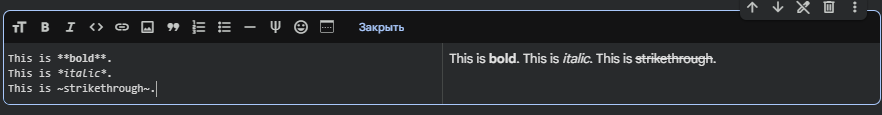 Закрыть
This is **bold**.
This is *italic*.
This is ~strikethrough~.
This is bold. This is italic. This is strikethrough.